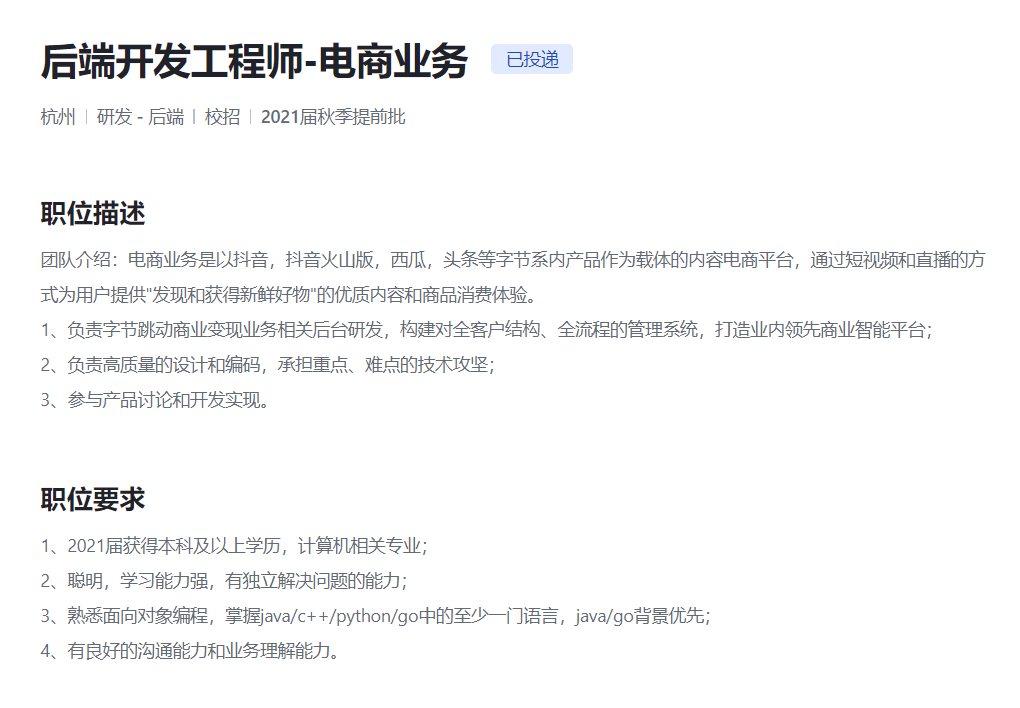 后端开发工程师-电商业务 已投递
杭州 | 研发 - 后端 | 校招 | 2021届秋季提前批
职位描述
团队介绍：电商业务是以抖音，抖音火山版，西瓜，头条等字节系内产品作为载体的内容电商平台，通过短视频和直播的方
式为用户提供"发现和获得新鲜好物"的优质内容和商品消费体验。
1、负责字节跳动商业变现业务相关后台研发，构建对全客户结构、全流程的管理系统，打造业内领先商业智能平台；
2、负责高质量的设计和编码，承担重点、难点的技术攻坚；
3、参与产品讨论和开发实现。
职位要求
1、2021届获得本科及以上学历，计算机相关专业；
2、聪明，学习能力强，有独立解决问题的能力；
3、熟悉面向对象编程，掌握java/c++/python/go中的至少一门语言，java/go背景优先；
4、有良好的沟通能力和业务理解能力。